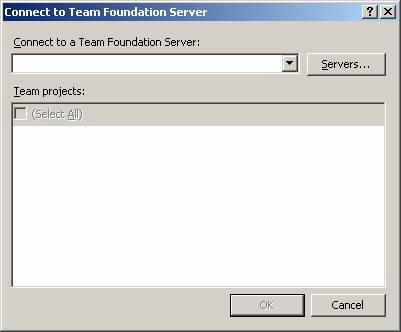 Connect to Team Foundation Server
Connect to a Team Foundation Server:
Servers...
Team projects:
(Select All)
OK
Cancel